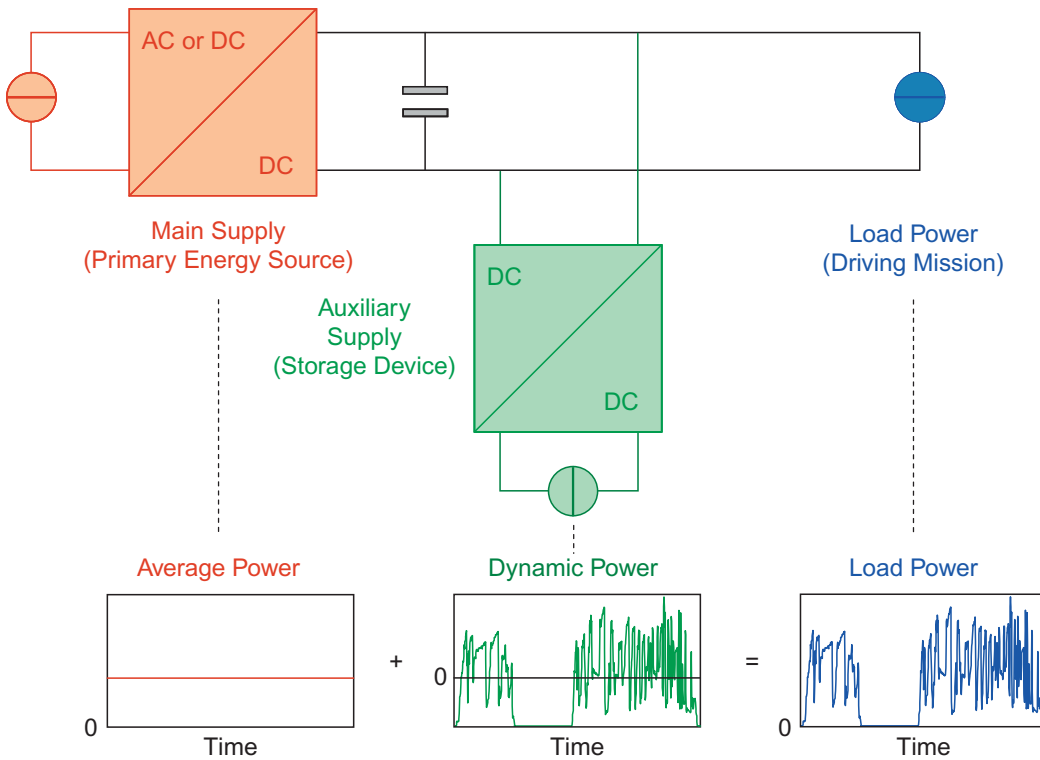 AC or DC
DC
Main Supply
(Primary Energy Source)
Load Power
(Driving Mission)
DC
Auxiliary
Supply
(Storage Device)
DC
Average Power
Dynamic Power
Load Power
0
+
0
=
0
Time
Time
Time